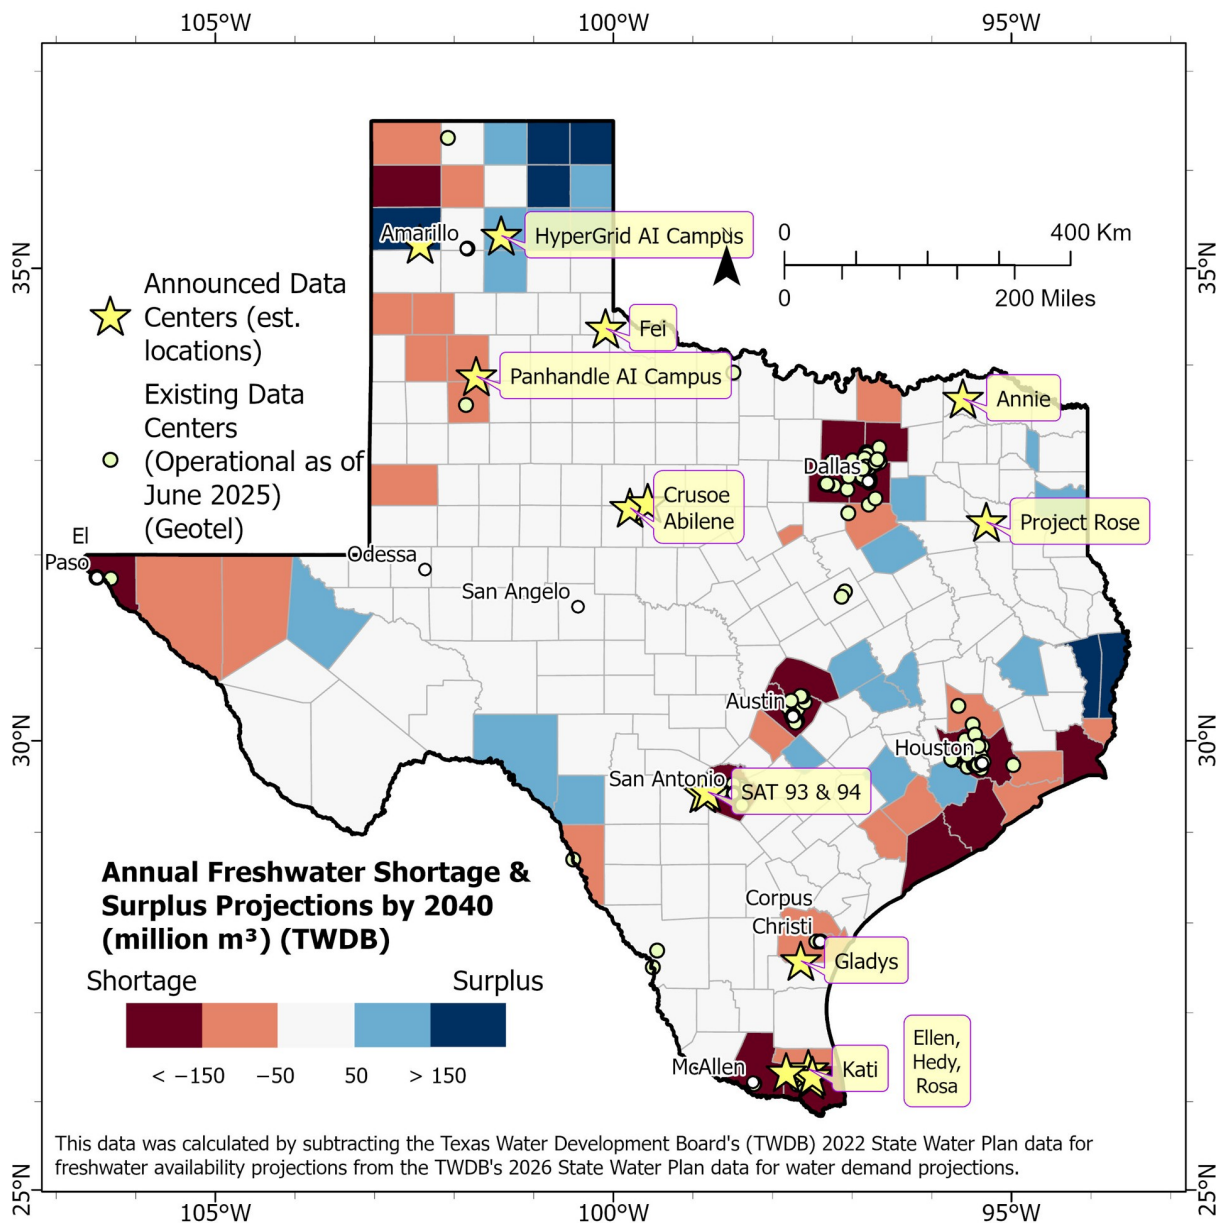 105°W
100°W
95°W
35°N
35°N
Amarillo
HyperGrid AI Campus
N
0
400 Km
0
200 Miles
Announced Data
Centers (est.
locations)
Existing Data
Centers
(Operational as of
June 2025)
(Geotel)
Fei
Panhandle AI Campus
Annie
Dallas
Crusoe
Abilene
Project Rose
El
Paso
Odessa
San Angelo
Austin
Houston
30°N
30°N
San Antonio
SAT 93 & 94
Corpus
Christi
Gladys
McAllen
Kati
Ellen,
Hedy,
Rosa
Annual Freshwater Shortage &
Surplus Projections by 2040
(million m³) (TWDB)
Shortage
Surplus
< −150
−50
50
> 150
This data was calculated by subtracting the Texas Water Development Board's (TWDB) 2022 State Water Plan data for
freshwater availability projections from the TWDB's 2026 State Water Plan data for water demand projections.
25°N
25°N
105°W
100°W
95°W